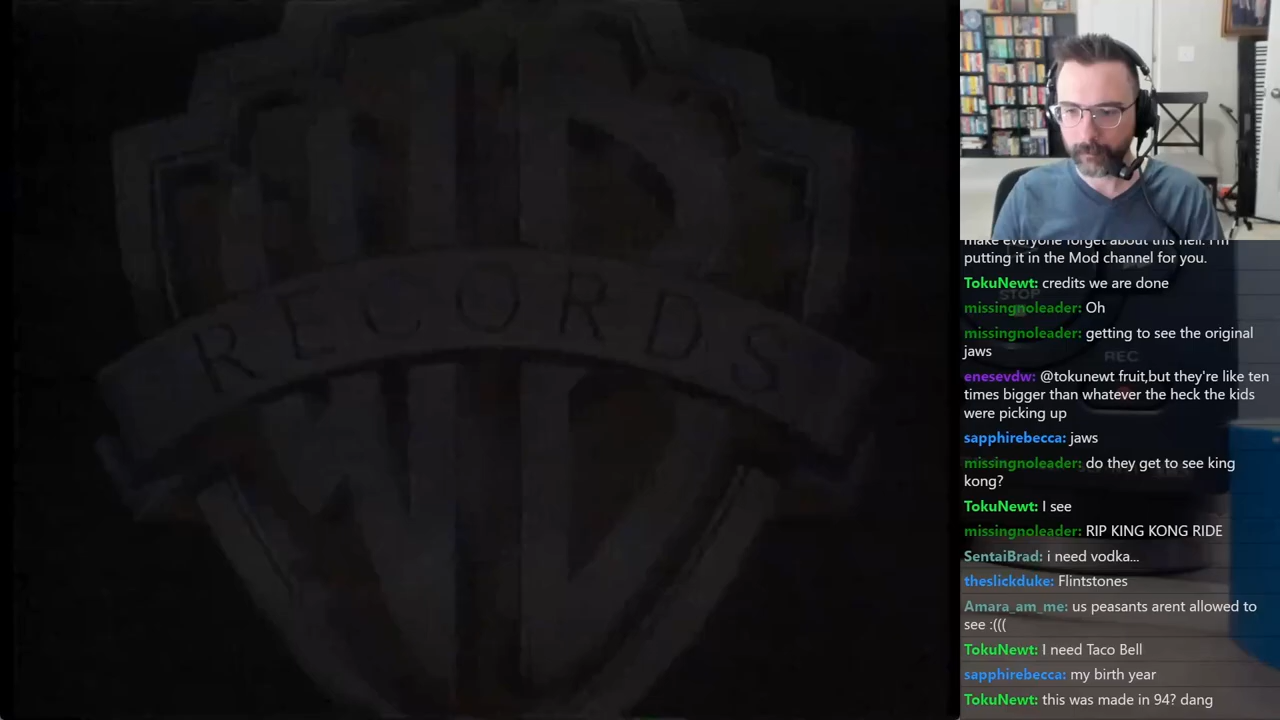 RECORDS
make everyone forget about this hell. I'm
putting it in the Mod channel for you.
TokuNewt: credits we are done
STOP
missingnoleader: Oh
missingnoleader: getting to see the original
jaws
REC
enesevdw: @tokunewt fruit,but they're like ten
times bigger than whatever the heck the kids
were picking up
sapphirebecca: jaws
missingnoleader: do they get to see king
kong?
TokuNewt: I see
missingnoleader: RIP KING KONG RIDE
SentaiBrad: i need vodka...
theslickduke: Flintstones
Amara_am_me: us peasants arent allowed to
see :(((
TokuNewt: I need Taco Bell
sapphirebecca: my birth year
TokuNewt: this was made in 94? dang